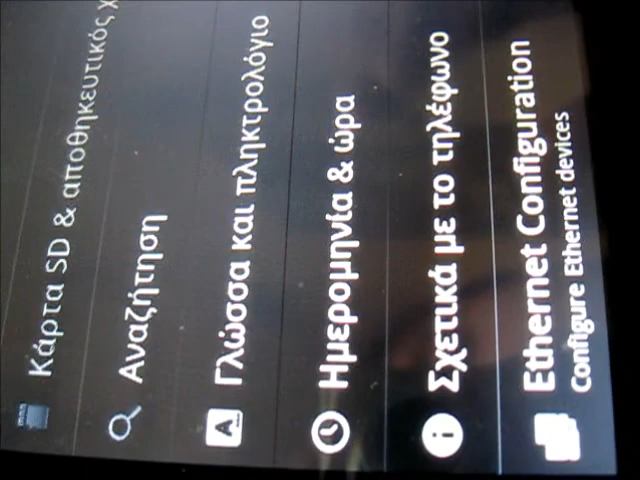 Κάρτα SD & αποθηκευτικός
Αναζήτηση
Γλώσσα και πληκτρολόγιο
Ημερομηνία & ώρα
Σχετικά με το τηλέφωνο
Ethernet Configuration
Configure Ethernet devices